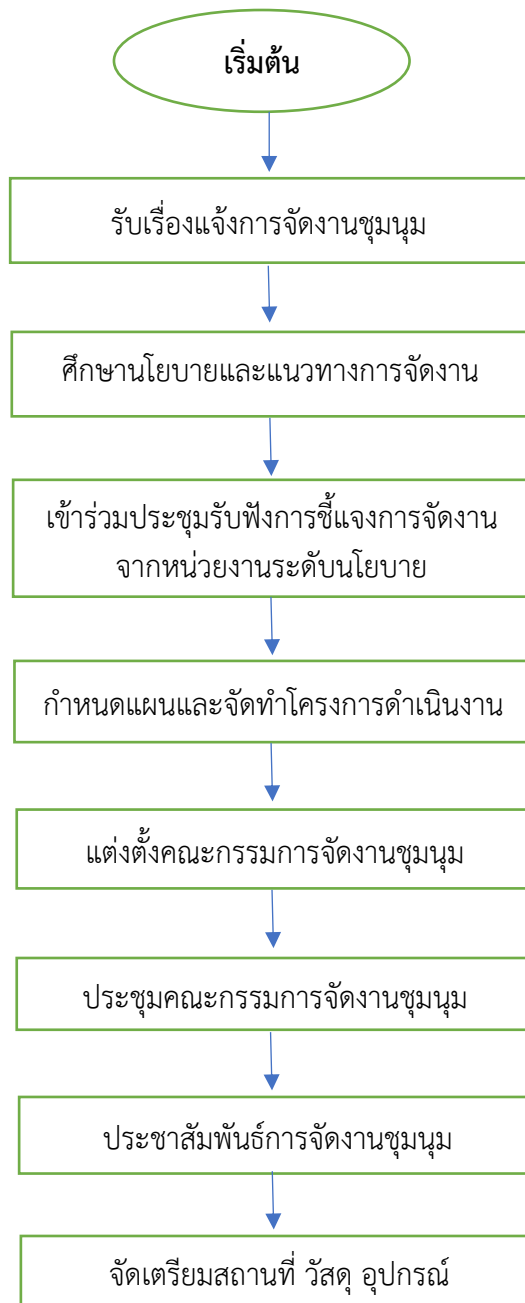 เริ่มต้น
รับเรื่องแจ้งการจัดงานชุมนุม
ศึกษานโยบายและแนวทางการจัดงาน
เข้าร่วมประชุมรับฟังการชี้แจงการจัดงาน
จากหน่วยงานระดับนโยบาย
กำหนดแผนและจัดทำโครงการดำเนินงาน
แต่งตั้งคณะกรรมการจัดงานชุมนุม
ประชุมคณะกรรมการจัดงานชุมนุม
ประชาสัมพันธ์การจัดงานชุมนุม
จัดเตรียมสถานที่ วัสดุ อุปกรณ์